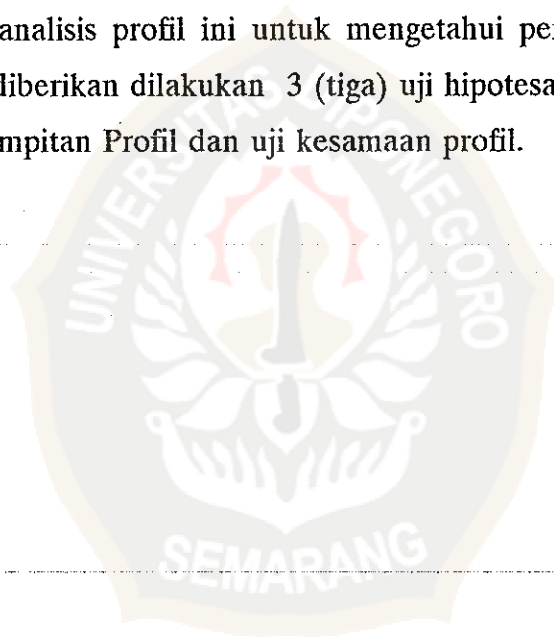 analisis profil ini untuk mengetahui
diberikan dilakukan 3 (tiga) uji hipotesa
mpitan Profil dan uji kesamaan profil.
UNIVERSITAS DIPONEGORO
SEMARANG